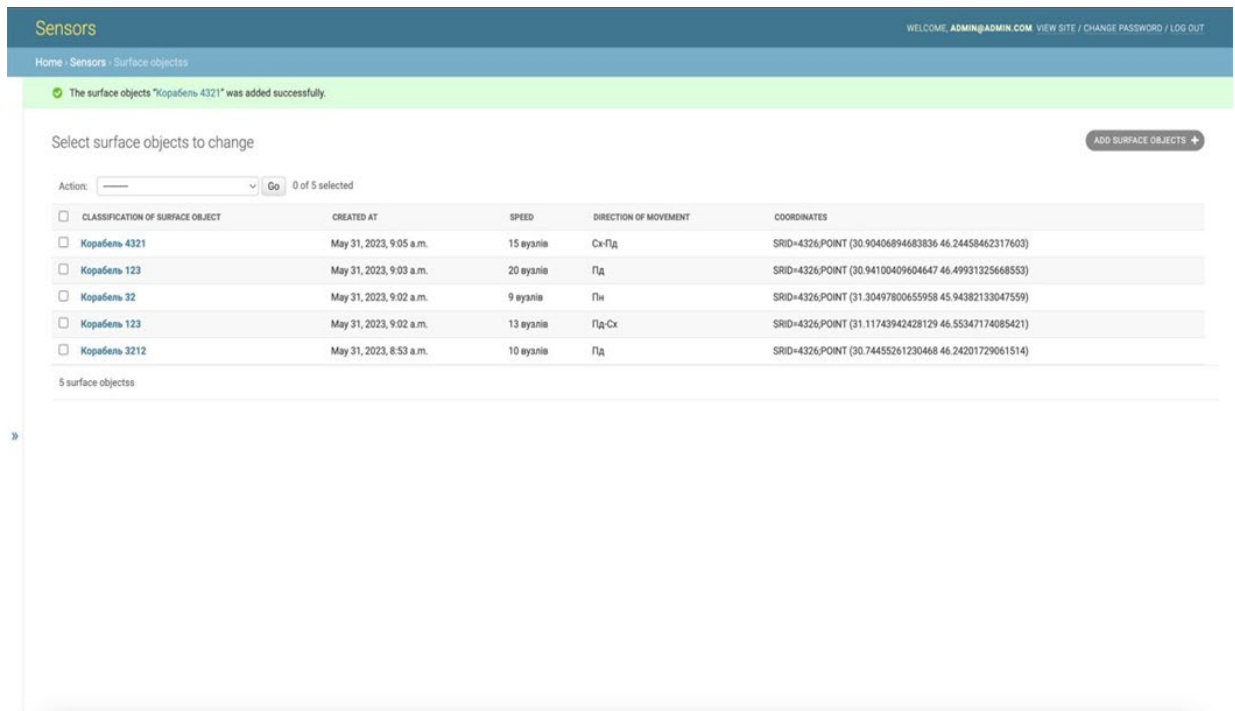 Sensors
WELCOME, ADMIN@ADMIN.COM. VIEW SITE / CHANGE PASSWORD / LOG OUT
Home › Sensors › Surface objectss
The surface objects "Корабель 4321" was added successfully.
Select surface objects to change
ADD SURFACE OBJECTS +
Action: --------- Go 0 of 5 selected
CLASSIFICATION OF SURFACE OBJECT CREATED AT SPEED DIRECTION OF MOVEMENT COORDINATES
Корабель 4321 May 31, 2023, 9:05 a.m. 15 вузлів Сх-Пд SRID=4326;POINT (30.90406894683836 46.24458462317603)
Корабель 123 May 31, 2023, 9:03 a.m. 20 вузлів Пд SRID=4326;POINT (30.94100409604647 46.49931325668553)
Корабель 32 May 31, 2023, 9:02 a.m. 9 вузлів Пн SRID=4326;POINT (31.30497800655958 45.94382133047559)
Корабель 123 May 31, 2023, 9:02 a.m. 13 вузлів Пд-Сх SRID=4326;POINT (31.11743942428129 46.55347174085421)
Корабель 3212 May 31, 2023, 8:53 a.m. 10 вузлів Пд SRID=4326;POINT (30.74455261230468 46.24201729061514)
5 surface objectss
»